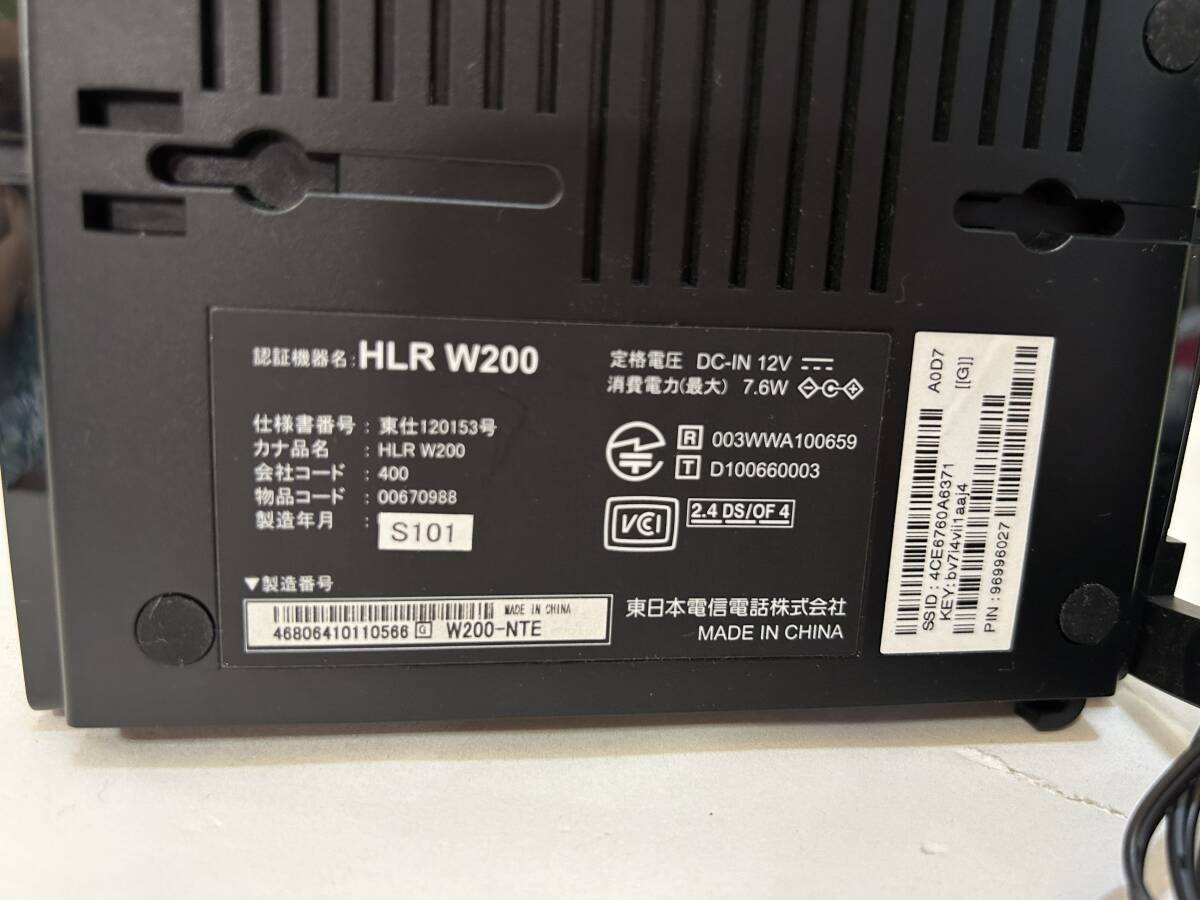 認証機器名: HLR W200
仕様書番号 : 東仕120153号
カナ品名 : HLR W200
会社コード : 400
物品コード : 00670988
製造年月 :
S101
▼製造番号
MADE IN CHINA
46806410110566 G W200-NTE
定格電圧 DC-IN 12V
消費電力(最大) 7.6W
R 003WWA100659
T D100660003
VCI
2.4 DS/OF 4
東日本電信電話株式会社
MADE IN CHINA
A0D7
[[G]]
SSID:4CE6760A6371
KEY:bv7i4vii1aaj4
PIN:96996027